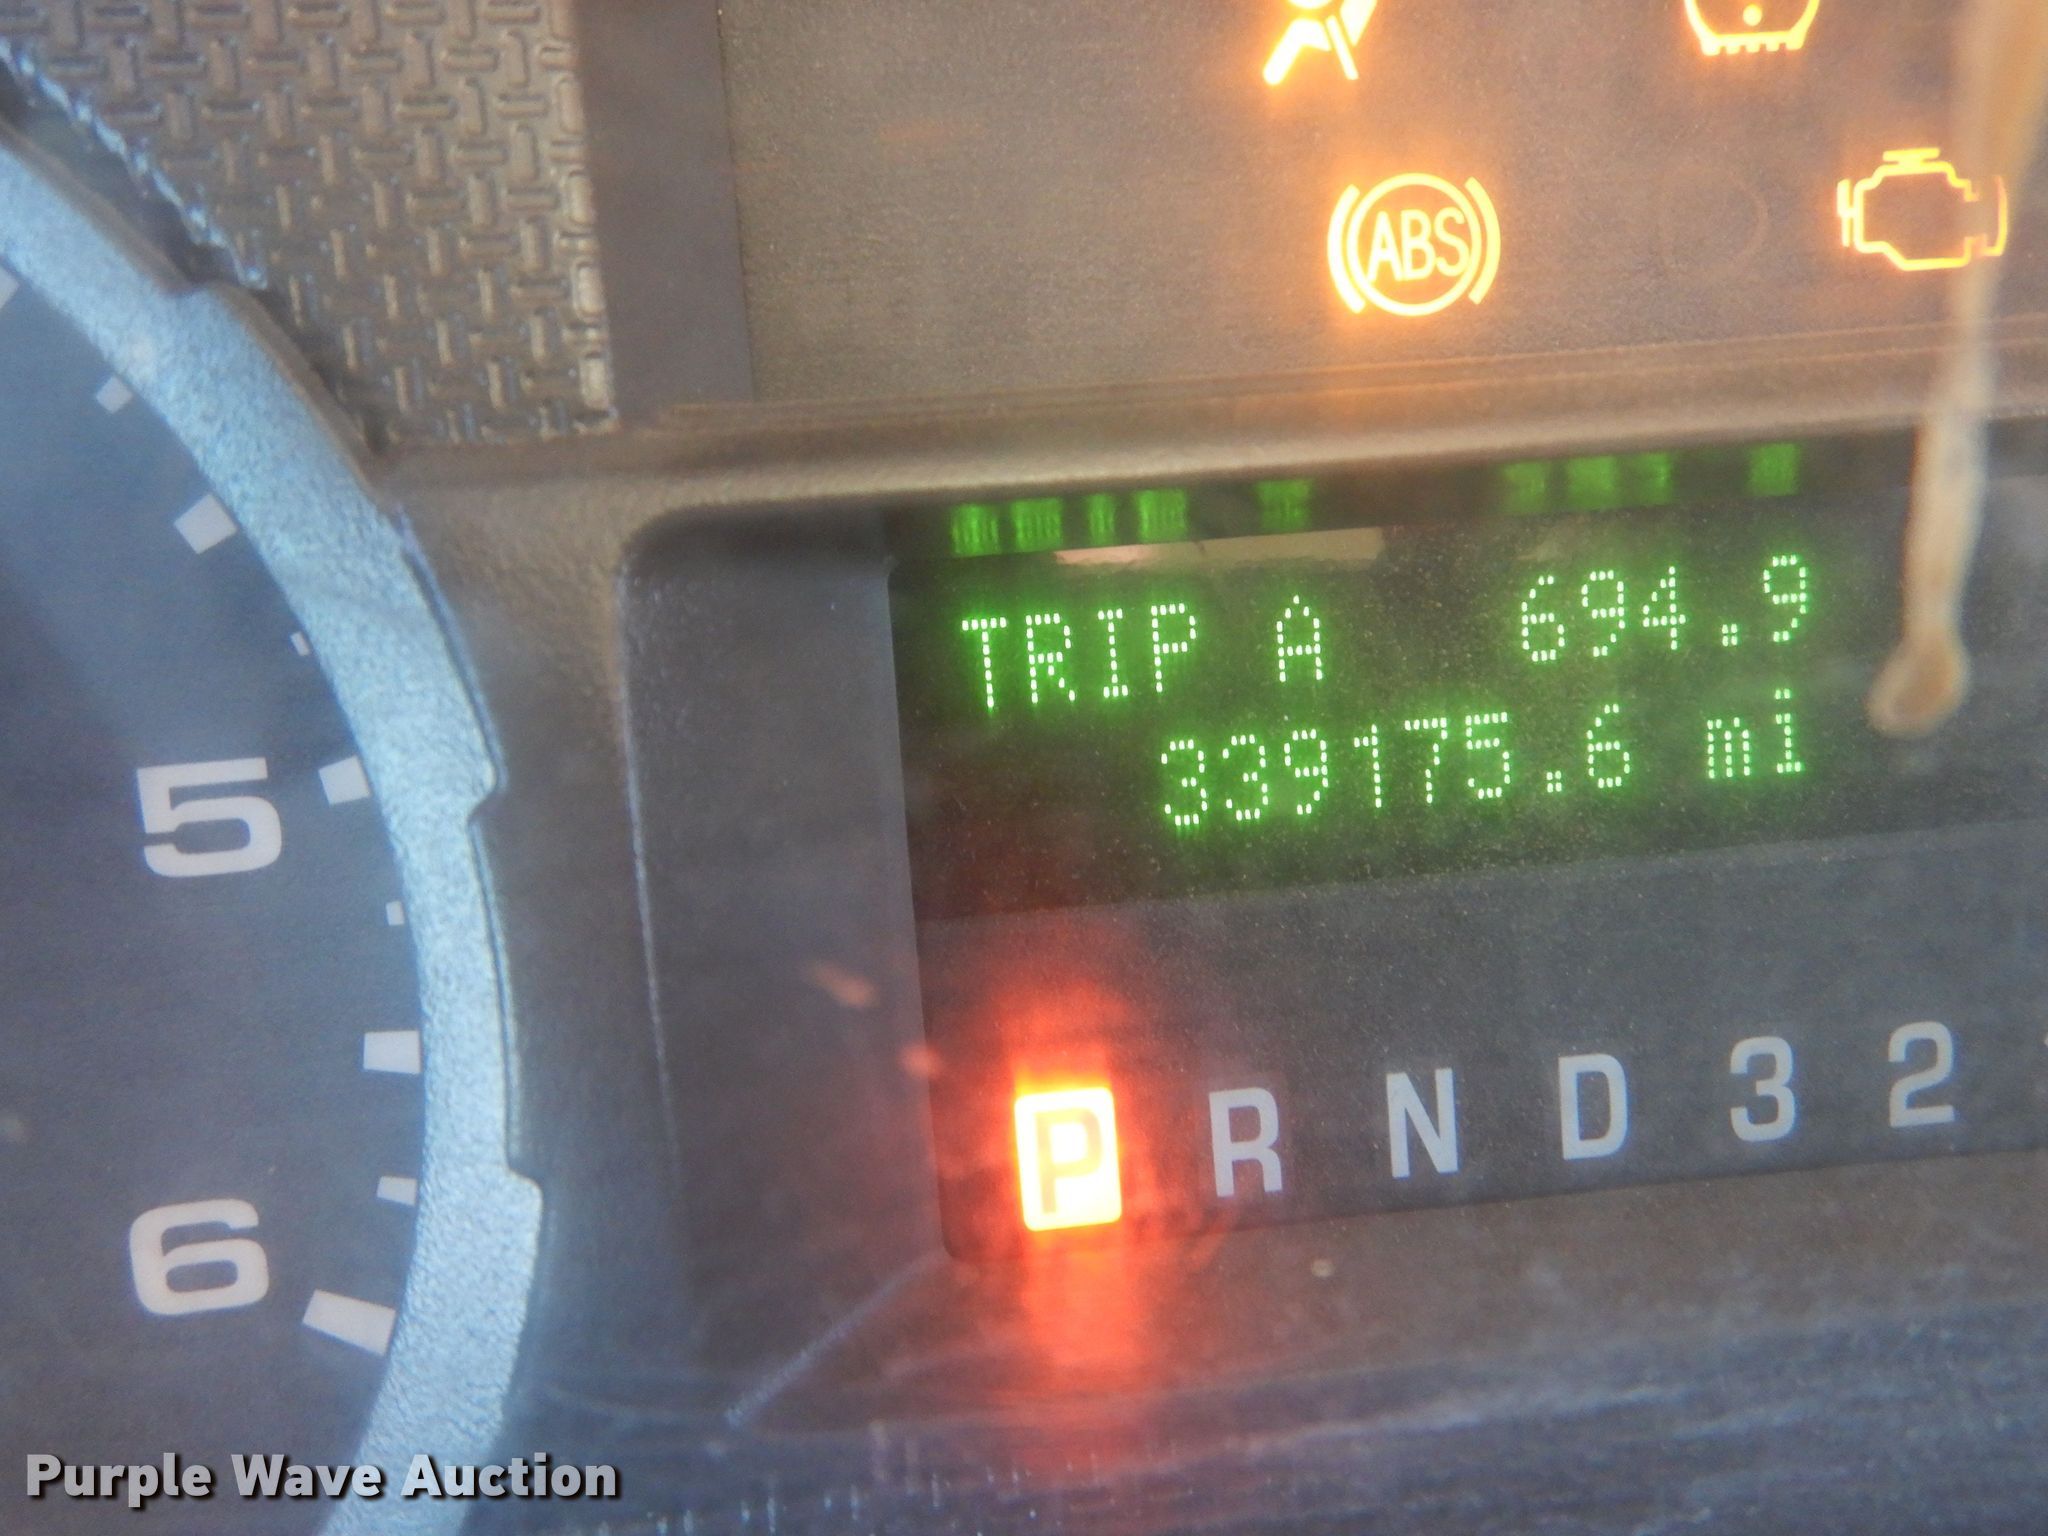 ABS
TRIP A 694.9
339175.6 mi
5
P R N D 3 2
6
Purple Wave Auction